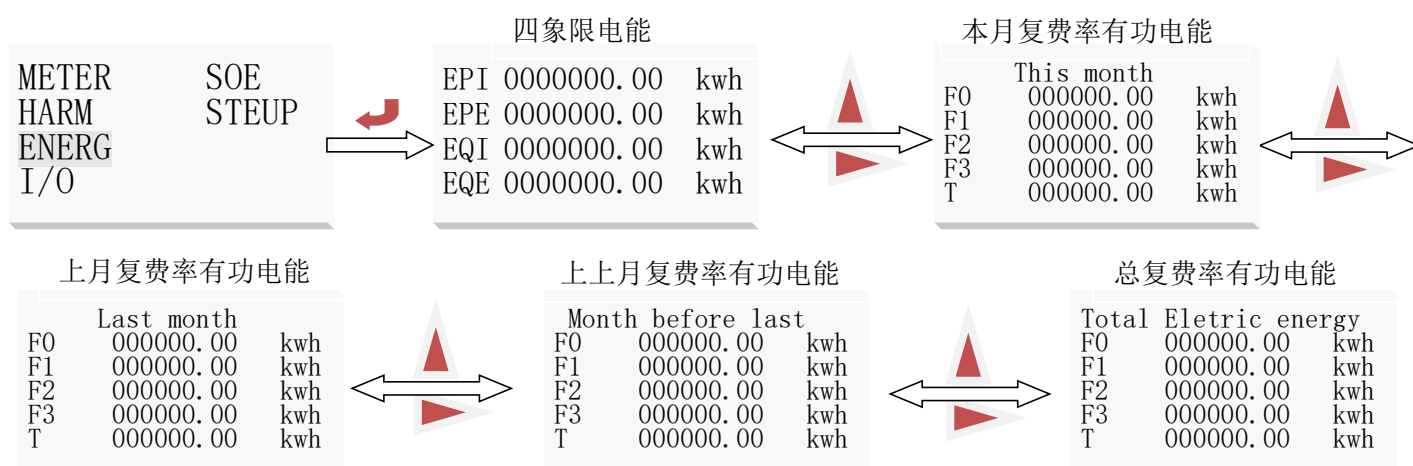 METER SOE
HARM STEUP
ENERG
I/O
四象限电能
EPI 0000000.00 kwh
EPE 0000000.00 kwh
EQI 0000000.00 kwh
EQE 0000000.00 kwh
本月复费率有功电能
This month
F0 000000.00 kwh
F1 000000.00 kwh
F2 000000.00 kwh
F3 000000.00 kwh
T 000000.00 kwh
上月复费率有功电能
Last month
F0 000000.00 kwh
F1 000000.00 kwh
F2 000000.00 kwh
F3 000000.00 kwh
T 000000.00 kwh
上上月复费率有功电能
Month before last
F0 000000.00 kwh
F1 000000.00 kwh
F2 000000.00 kwh
F3 000000.00 kwh
T 000000.00 kwh
总复费率有功电能
Total Eletric energy
F0 000000.00 kwh
F1 000000.00 kwh
F2 000000.00 kwh
F3 000000.00 kwh
T 000000.00 kwh